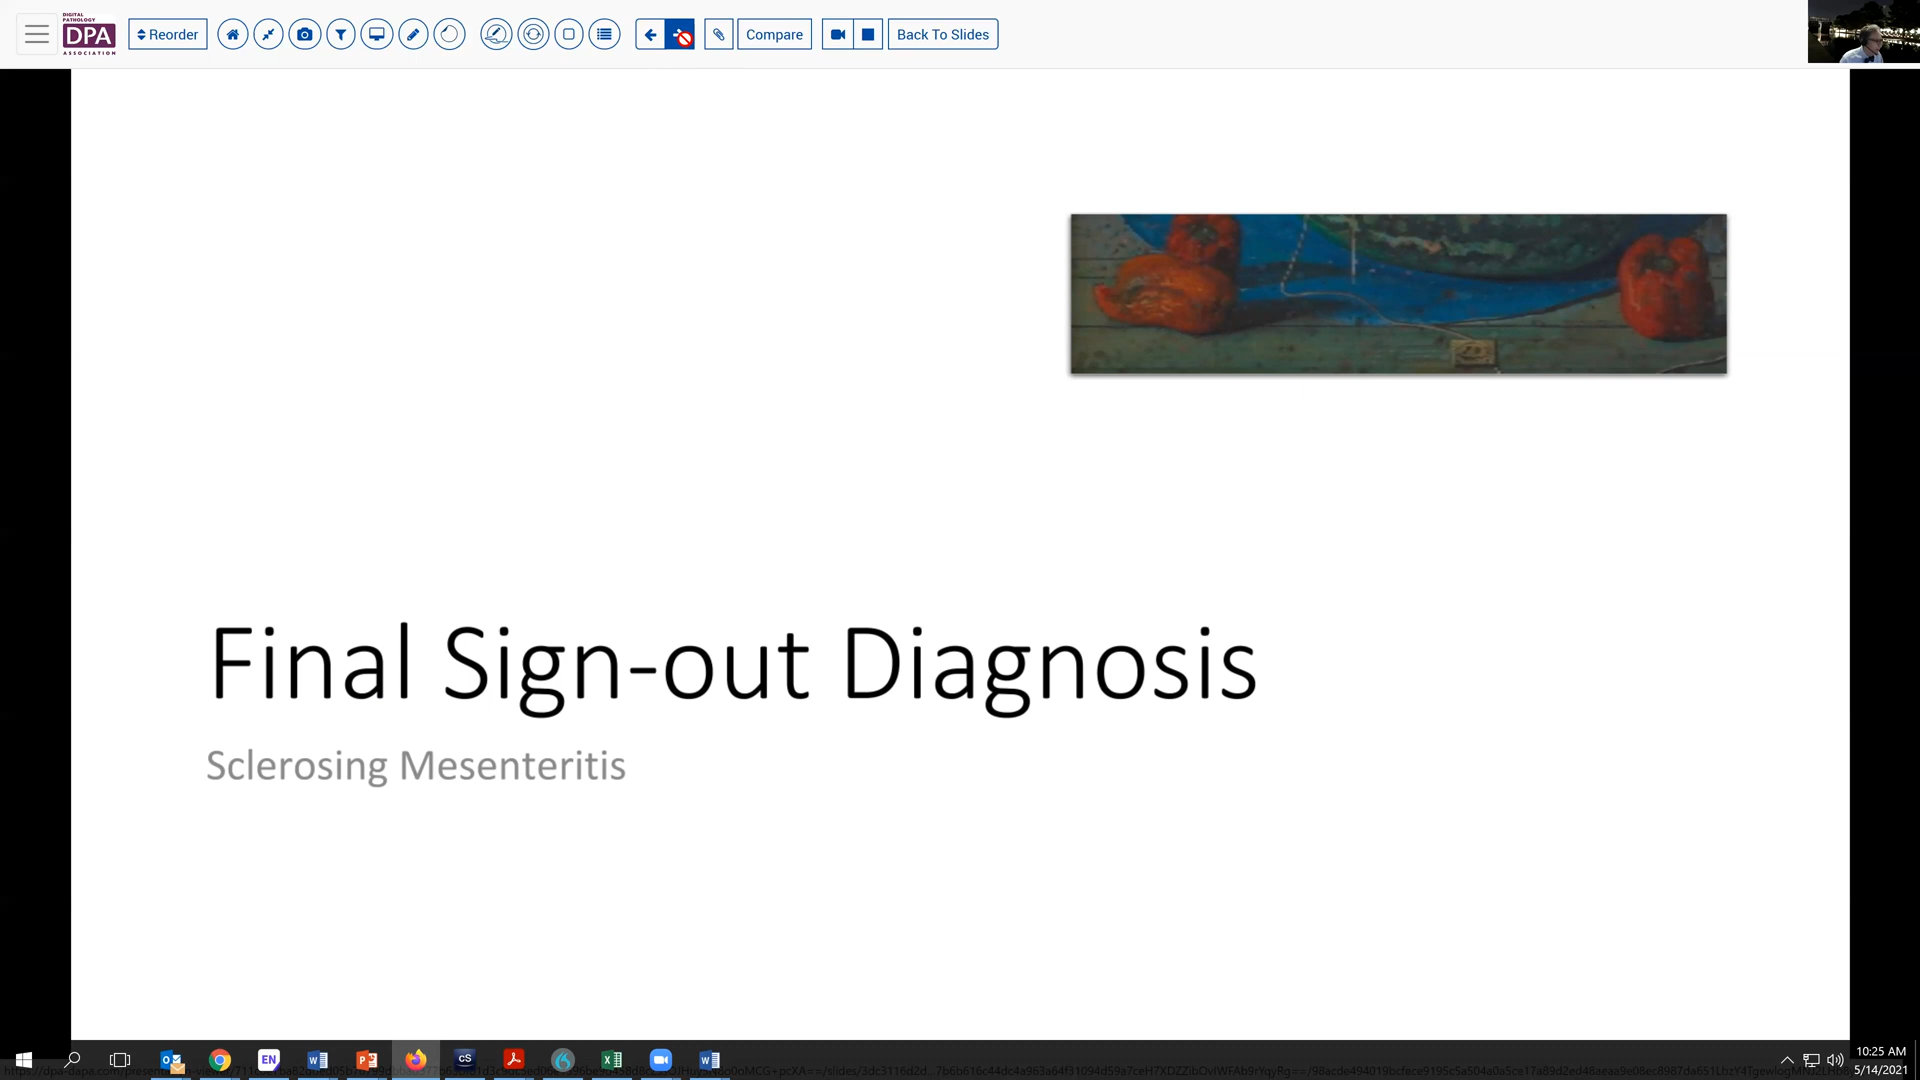 DIGITAL
PATHOLOGY
DPA
ASSOCIATION
Reorder
Compare
Back To Slides
Final Sign-out Diagnosis
Sclerosing Mesenteritis
EN
CS
10:25 AM
5/14/2021